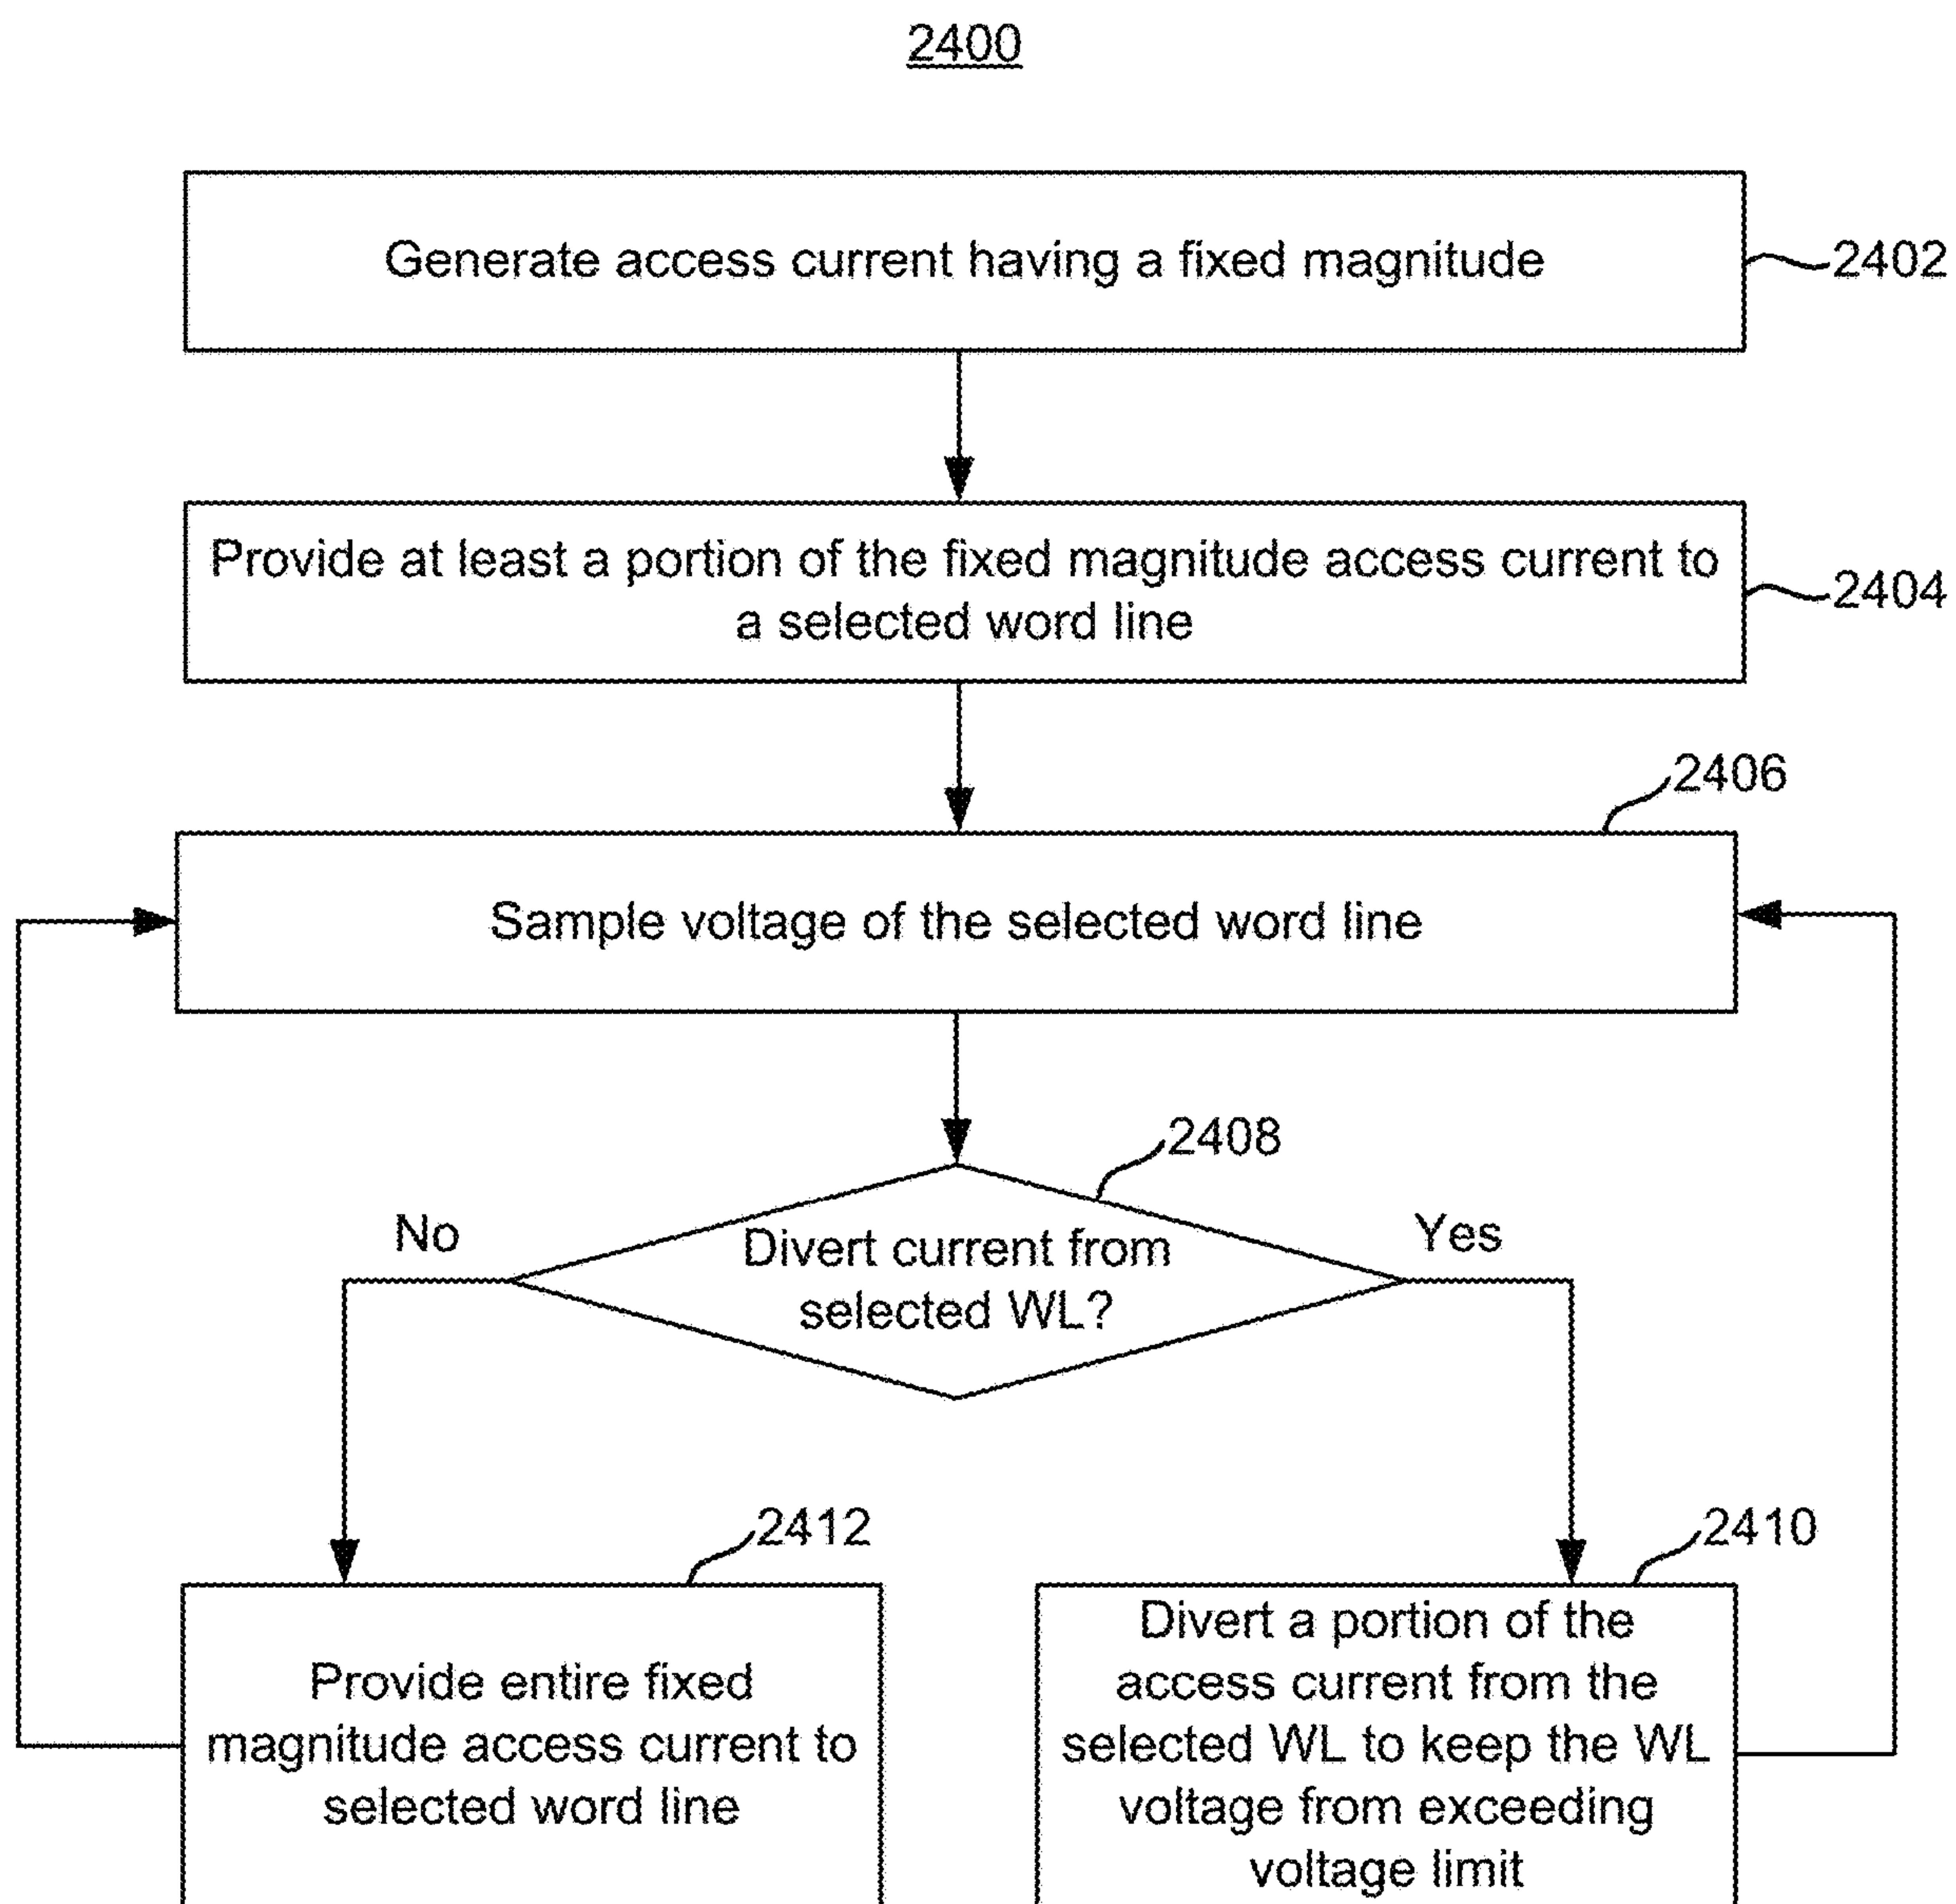 2400
Generate access current having a fixed magnitude
2402
Provide at least a portion of the fixed magnitude access current to
a selected word line
2404
2406
Sample voltage of the selected word line
2408
No
Divert current from
selected WL?
Yes
2412
Provide entire fixed
magnitude access current to
selected word line
2410
Divert a portion of the
access current from the
selected WL to keep the WL
voltage from exceeding
voltage limit